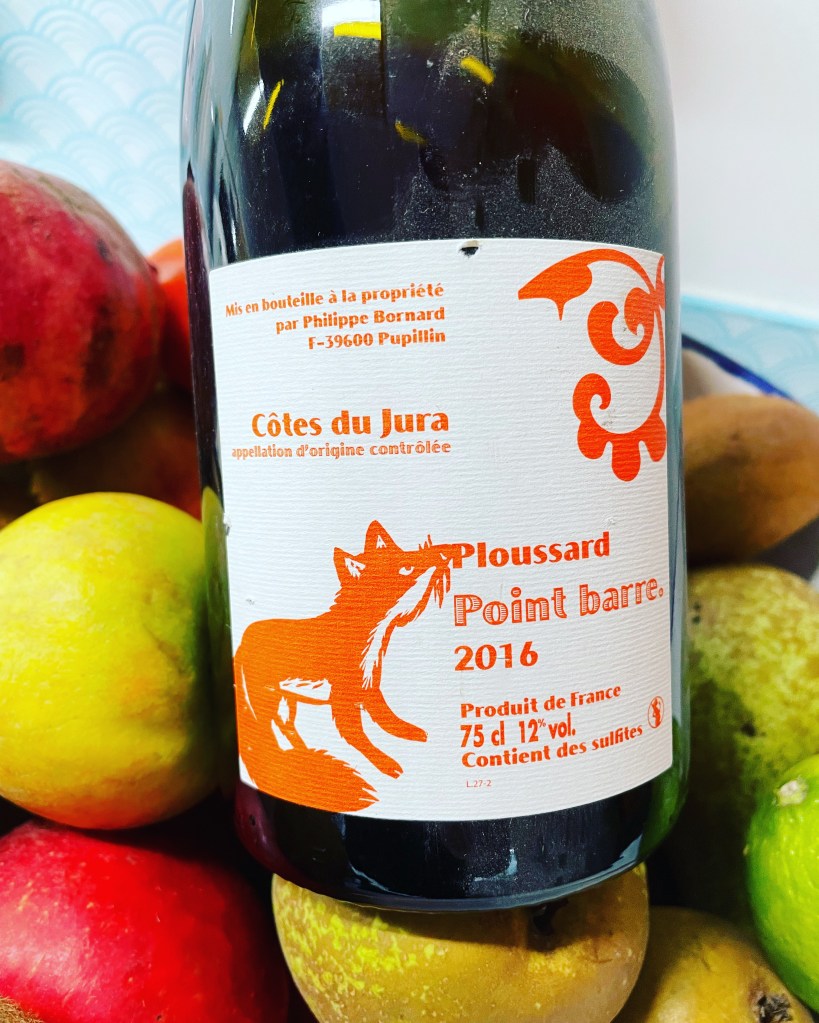 Mis en bouteille à la propriété
par Philippe Bornard
F-39600 Pupillin
Côtes du Jura
appellation d'origine contrôlée
Ploussard
Point barre.
2016
Produit de France
75 cl 12% vol.
Contient des sulfites
L.27-2